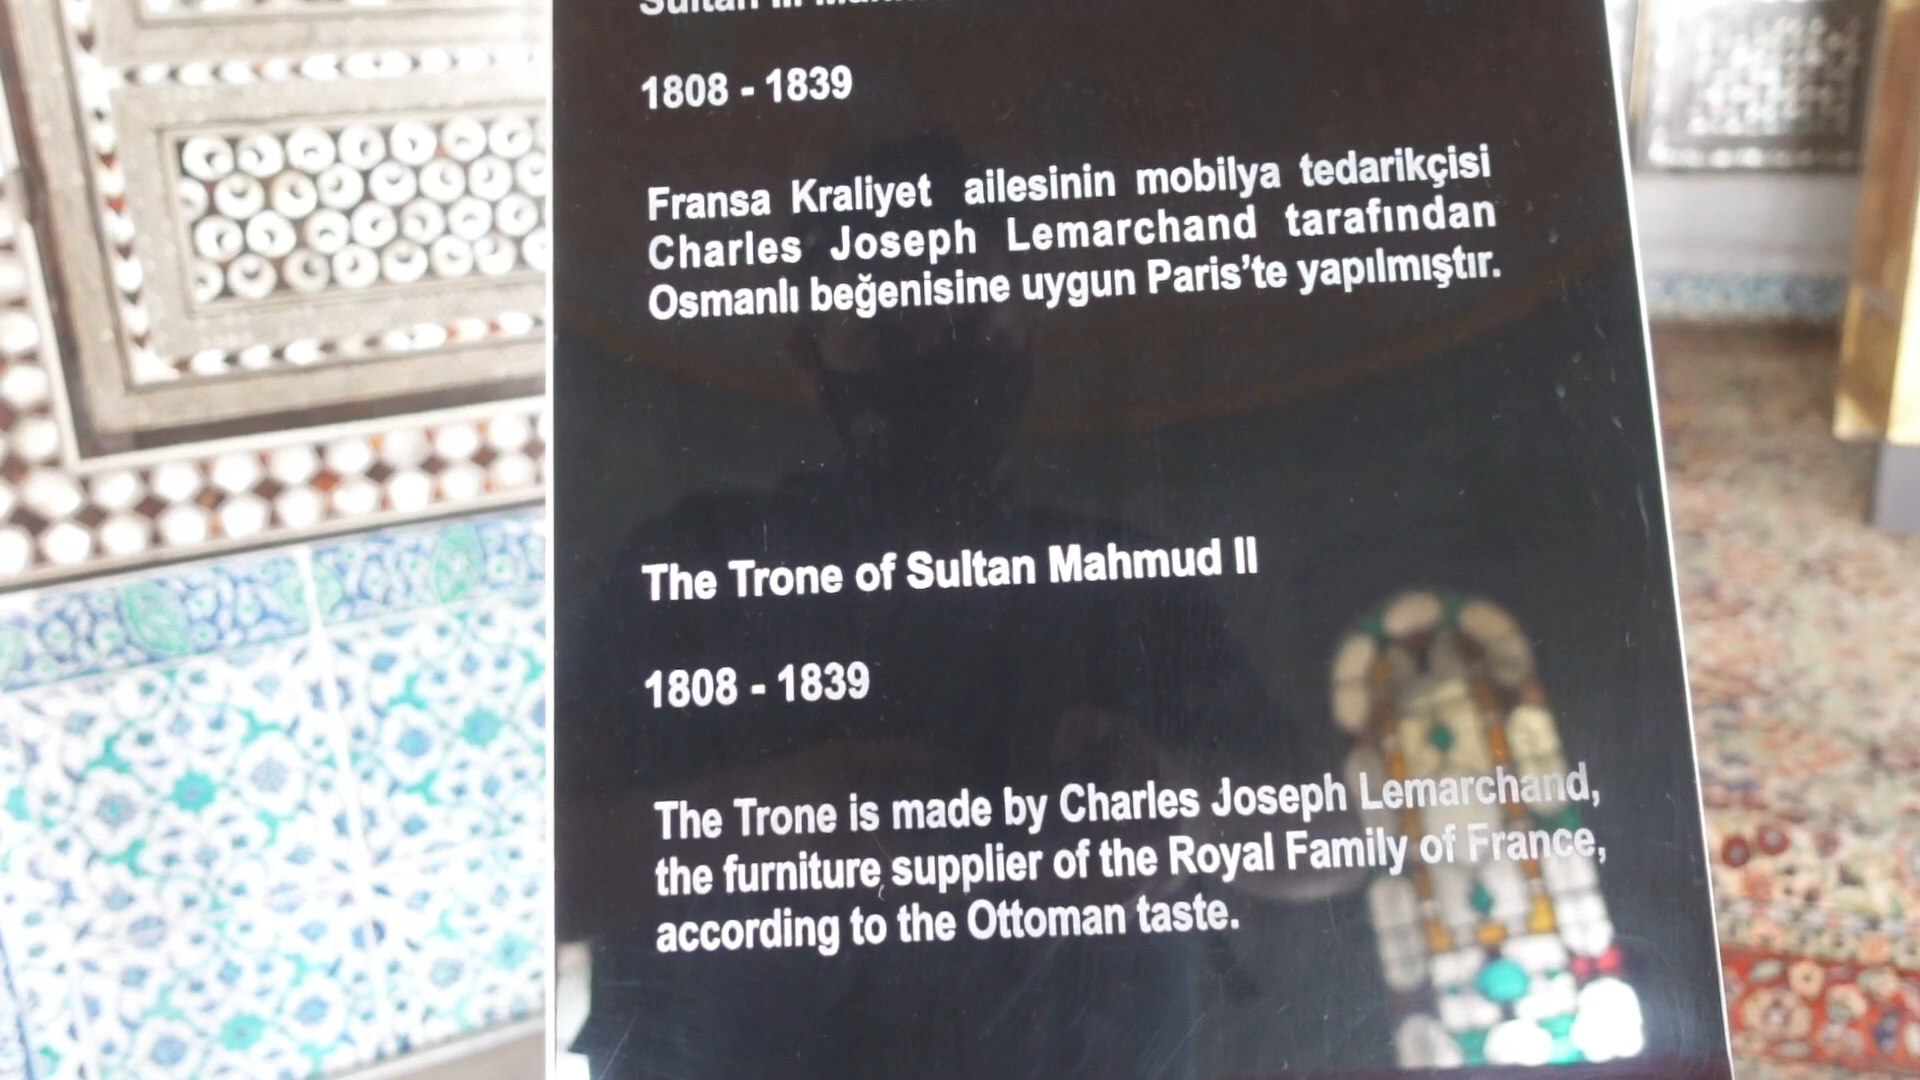 Sultan II.
1808 - 1839
Fransa Kraliyet ailesinin mobilya tedarikçisi
Charles Joseph Lemarchand tarafından
Osmanlı beğenisine uygun Paris’te yapılmıştır.
The Trone of Sultan Mahmud II
1808 - 1839
The Trone is made by Charles Joseph Lemarchand,
the furniture supplier of the Royal Family of France,
according to the Ottoman taste.